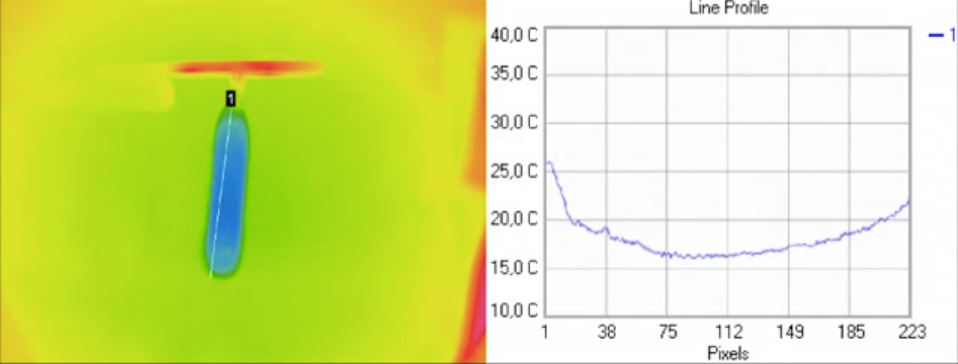 Line Profile
40,0 C
35,0 C
30,0 C
25,0 C
20,0 C
15,0 C
10,0 C
1 38 75 112 149 185 223
Pixels
1
1